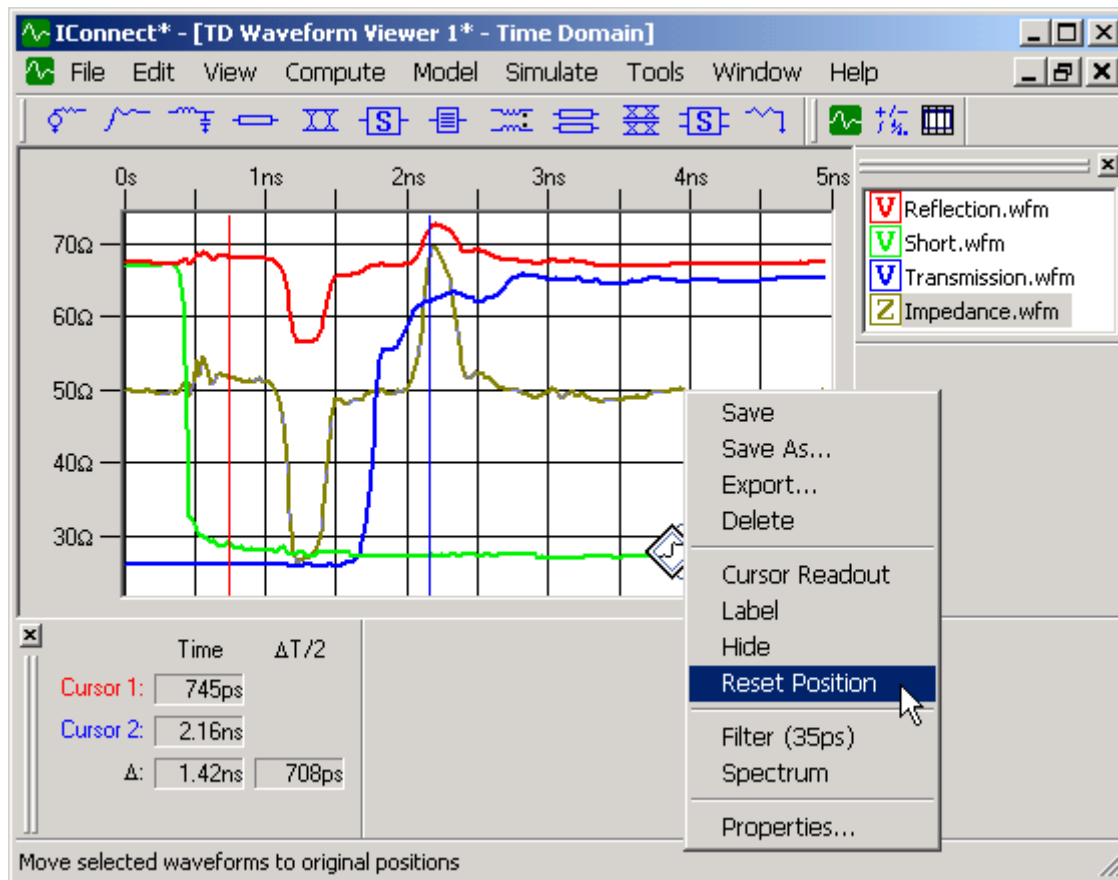 IConnect* - [TD Waveform Viewer 1* - Time Domain]
File Edit View Compute Model Simulate Tools Window Help
S S +/- /%.
0s 1ns 2ns 3ns 4ns 5ns
70Ω
60Ω
50Ω
40Ω
30Ω
V Reflection.wfm
V Short.wfm
V Transmission.wfm
Z Impedance.wfm
Save
Save As...
Export...
Delete
Cursor Readout
Label
Hide
Reset Position
Filter (35ps)
Spectrum
Properties...
Time ΔT/2
Cursor 1: 745ps
Cursor 2: 2.16ns
Δ: 1.42ns 708ps
Move selected waveforms to original positions